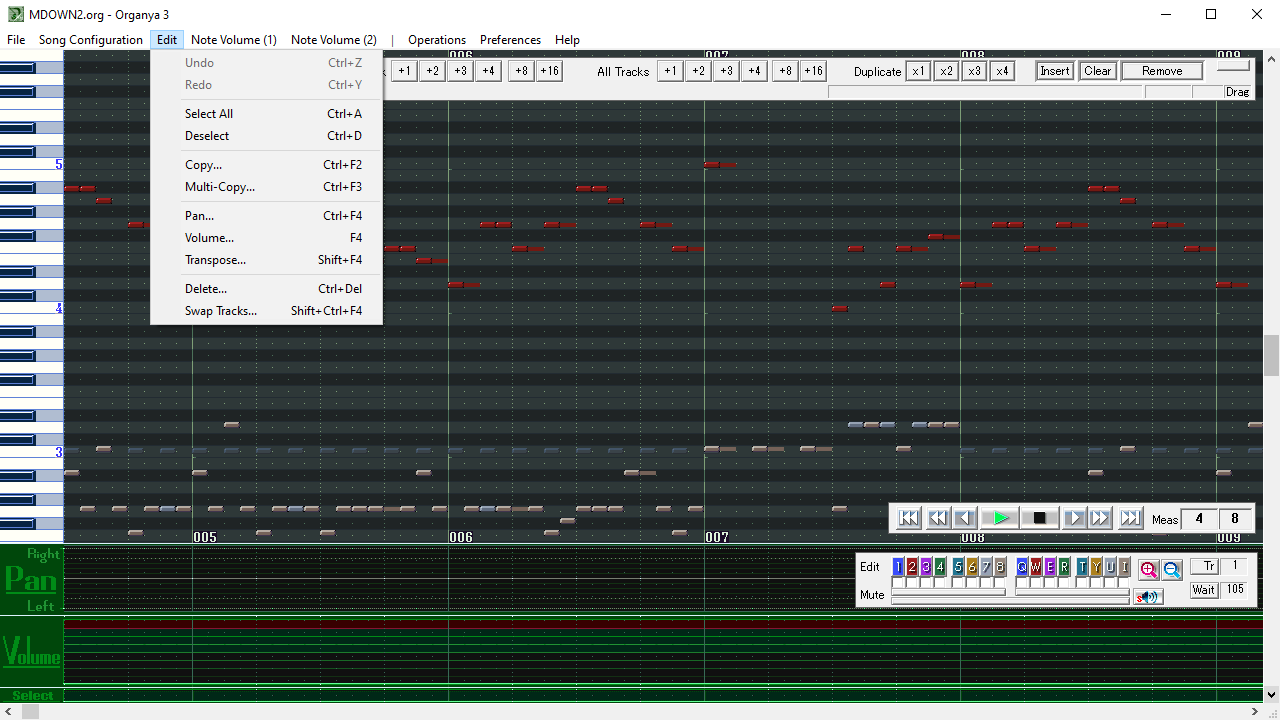 MDOWN2.org - Organya 3
File Song Configuration Edit Note Volume (1) Note Volume (2) | Operations Preferences Help
Undo Ctrl+Z
Redo Ctrl+Y
Select All Ctrl+A
Deselect Ctrl+D
Copy... Ctrl+F2
Multi-Copy... Ctrl+F3
Pan... Ctrl+F4
Volume... F4
Transpose... Shift+F4
Delete... Ctrl+Del
Swap Tracks... Shift+Ctrl+F4
006 007 008 009
+1 +2 +3 +4 +8 +16 All Tracks +1 +2 +3 +4 +8 +16 Duplicate x1 x2 x3 x4 Insert Clear Remove
Drag
5
4
3
Meas 4 8
005 006 007 008 009
Right
Pan
Left
Edit 1 2 3 4 5 6 7 8 Q W E R T Y U I Tr 1
Mute S Wait 105
Volume
Select